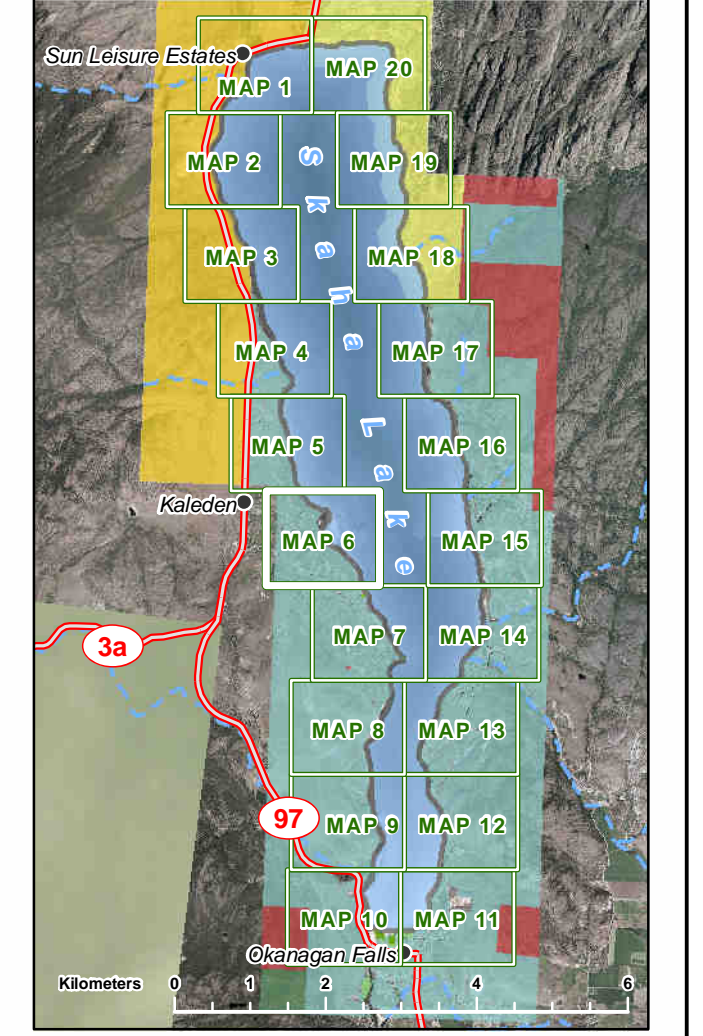 Sun Leisure Estates
MAP 20
MAP 1
MAP 2
MAP 19
MAP 3
MAP 18
MAP 4
MAP 17
MAP 5
MAP 16
Skaha Lake
Kaleden
MAP 6
MAP 15
3a
MAP 7
MAP 14
MAP 8
MAP 13
97
MAP 9
MAP 12
MAP 10
MAP 11
Okanagan Falls
Kilometers 0 1 2 4 6